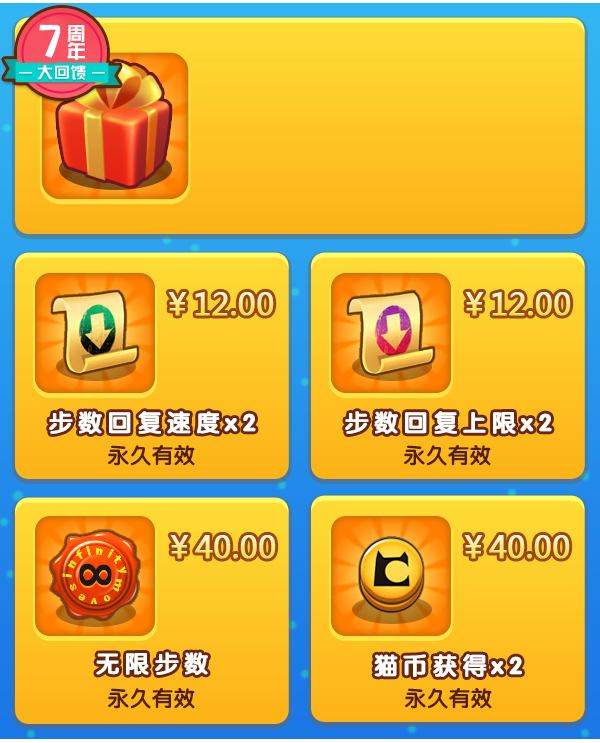 7周年
大回馈
￥12.00
步数回复速度x2
永久有效
￥12.00
步数回复上限x2
永久有效
infinity moves
￥40.00
无限步数
永久有效
￥40.00
猫币获得x2
永久有效